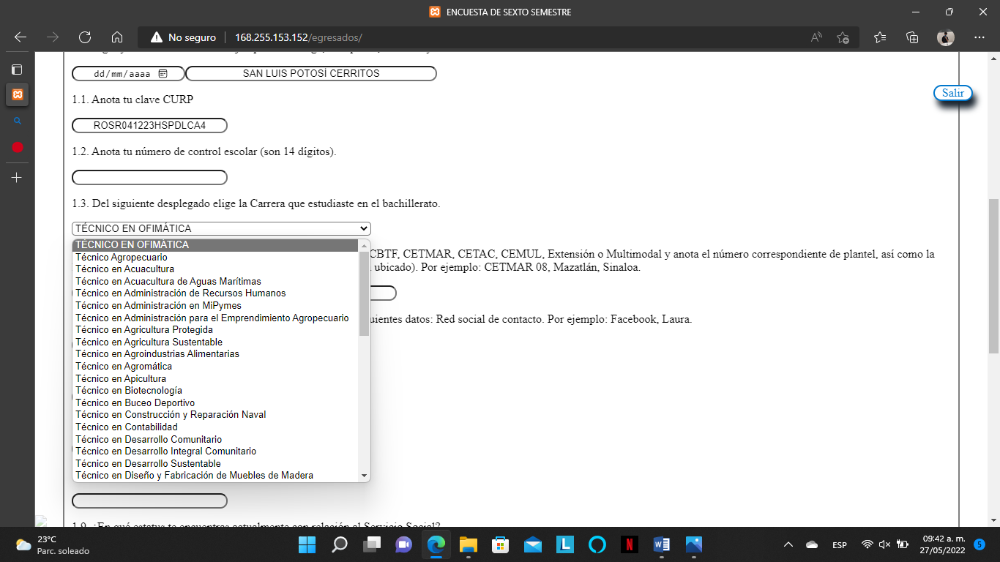 ENCUESTA DE SEXTO SEMESTRE
No seguro
168.255.153.152/egresados/
dd/mm/aaaa
SAN LUIS POTOSÍ CERRITOS
Salir
1.1. Anota tu clave CURP
ROSR041223HSPDLCA4
1.2. Anota tu número de control escolar (son 14 dígitos).
1.3. Del siguiente desplegado elige la Carrera que estudiaste en el bachillerato.
TÉCNICO EN OFIMÁTICA
TÉCNICO EN OFIMÁTICA
Técnico Agropecuario
Técnico en Acuacultura
Técnico en Acuacultura de Aguas Marítimas
Técnico en Administración de Recursos Humanos
Técnico en Administración en MiPymes
Técnico en Administración para el Emprendimiento Agropecuario
Técnico en Agricultura Protegida
Técnico en Agricultura Sustentable
Técnico en Agroindustrias Alimentarias
Técnico en Agromática
Técnico en Apicultura
Técnico en Biotecnología
Técnico en Buceo Deportivo
Técnico en Construcción y Reparación Naval
Técnico en Contabilidad
Técnico en Desarrollo Comunitario
Técnico en Desarrollo Integral Comunitario
Técnico en Desarrollo Sustentable
Técnico en Diseño y Fabricación de Muebles de Madera
CBTF, CETMAR, CETAC, CEMUL, Extensión o Multimodal y anota el número correspondiente de plantel, así como la
ubicado). Por ejemplo: CETMAR 08, Mazatlán, Sinaloa.
uientes datos: Red social de contacto. Por ejemplo: Facebook, Laura.
1.9. ¿En qué estatus te encuentras actualmente con relación al Servicio Social?
23°C
Parc. soleado
ESP
09:42 a. m.
27/05/2022
5